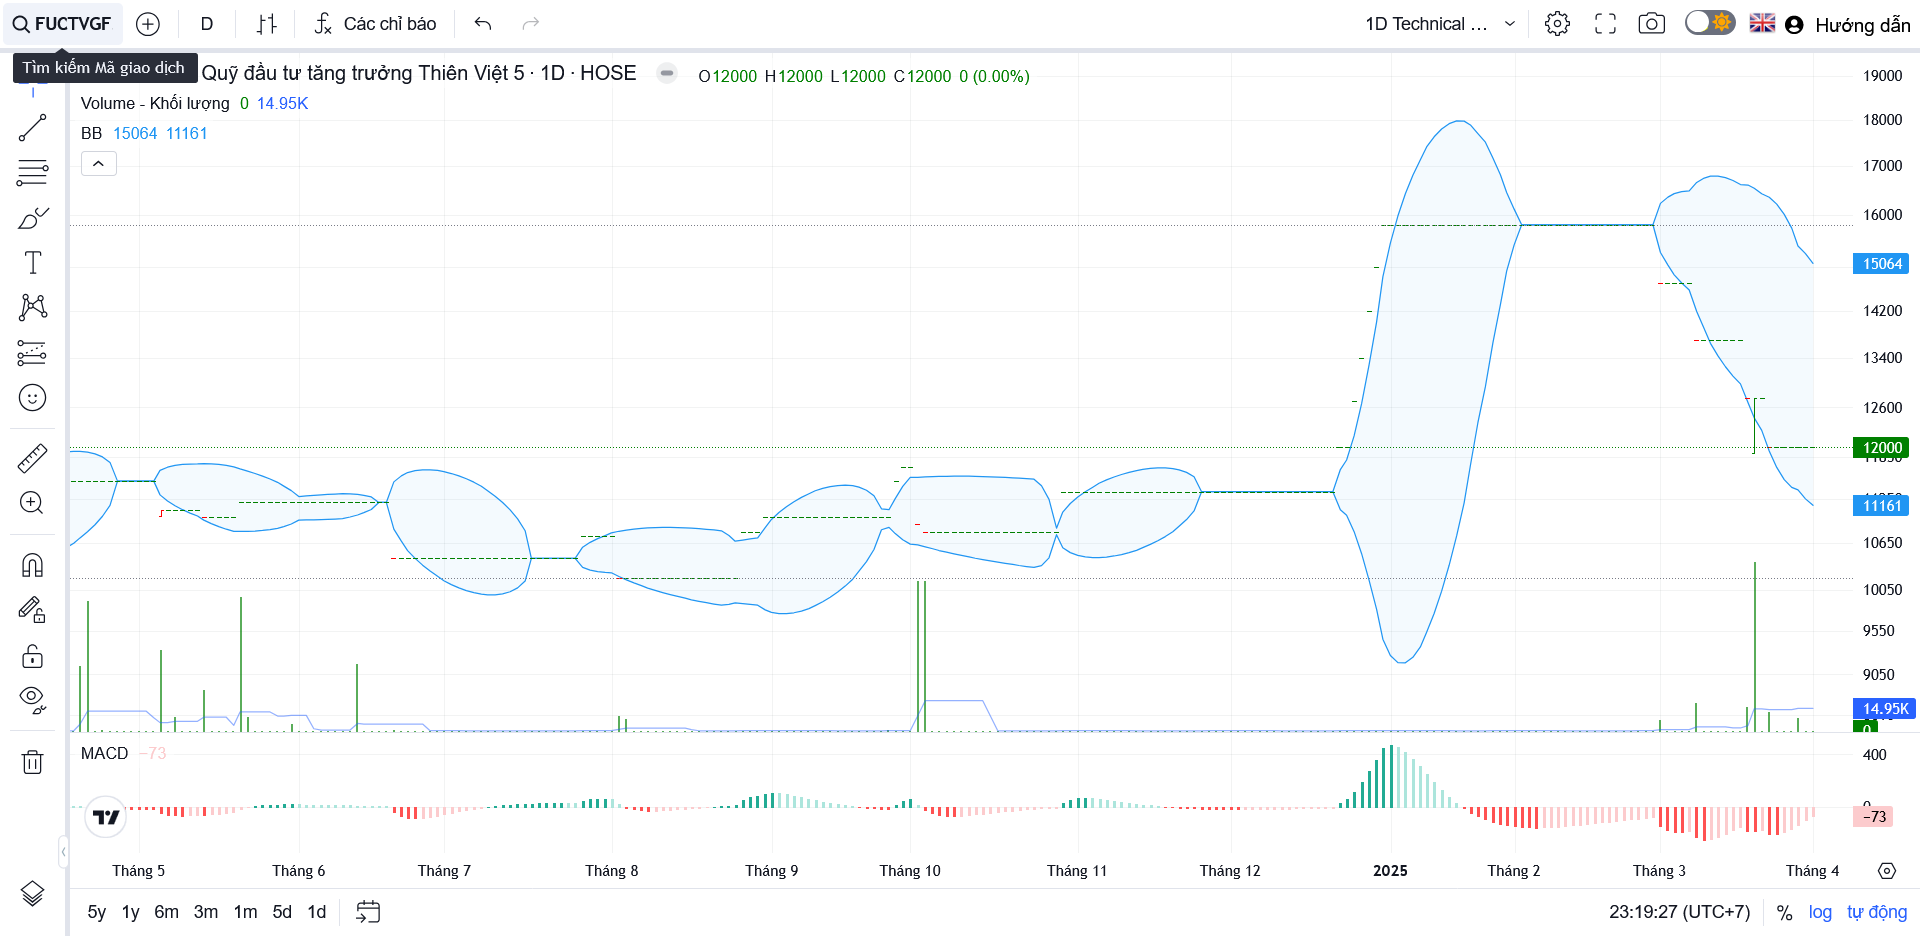 FUCTVGF
D
Các chỉ báo
1D Technical ...
Hướng dẫn
Tìm kiếm Mã giao dịch
Quỹ đầu tư tăng trưởng Thiên Việt 5 · 1D · HOSE
O12000 H12000 L12000 C12000 0 (0.00%)
Volume - Khối lượng 0 14.95K
BB 15064 11161
19000
18000
17000
16000
15064
14200
13400
12600
12000
11161
10650
10050
9550
9050
14.95K
0
MACD −73
400
0
−73
Tháng 5
Tháng 6
Tháng 7
Tháng 8
Tháng 9
Tháng 10
Tháng 11
Tháng 12
2025
Tháng 2
Tháng 3
Tháng 4
5y 1y 6m 3m 1m 5d 1d
23:19:27 (UTC+7)
% log tự động